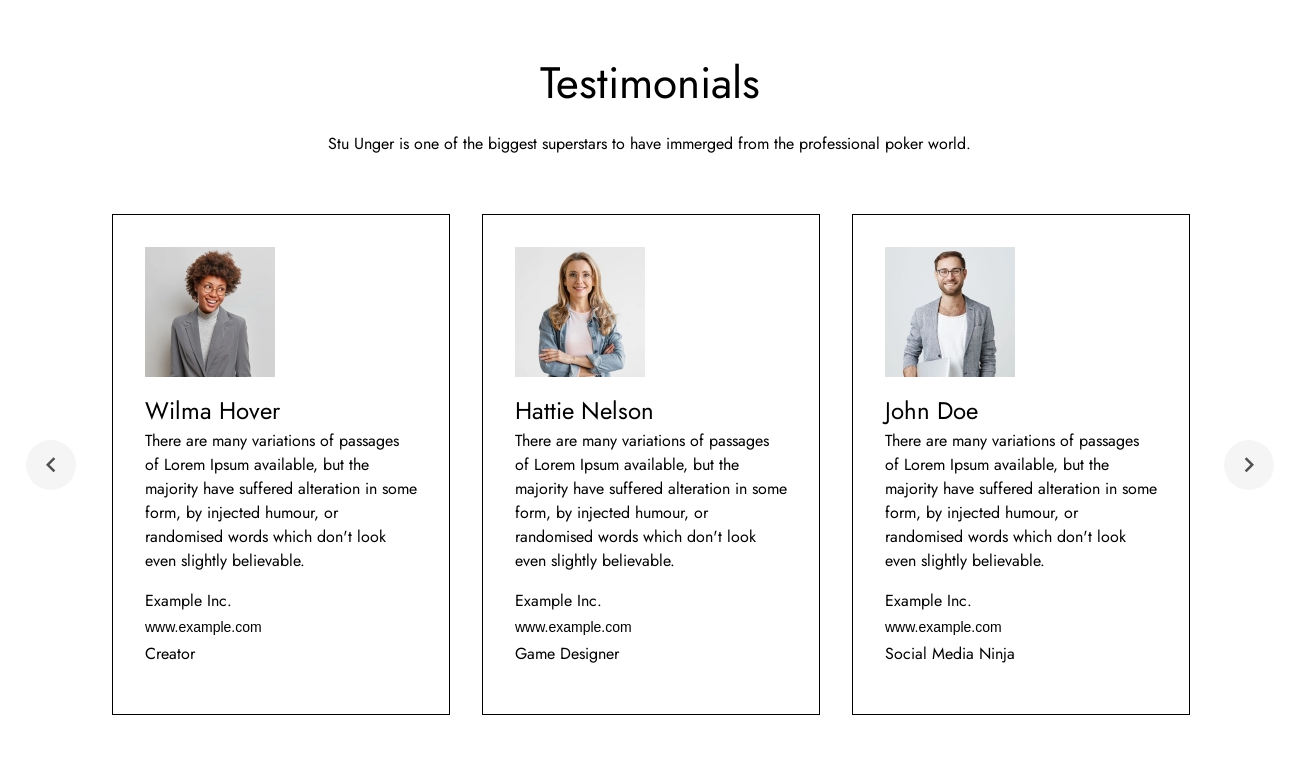 Testimonials
Stu Unger is one of the biggest superstars to have immerged from the professional poker world.
Wilma Hover
There are many variations of passages
of Lorem Ipsum available, but the
majority have suffered alteration in some
form, by injected humour, or
randomised words which don't look
even slightly believable.
Example Inc.
www.example.com
Creator
Hattie Nelson
There are many variations of passages
of Lorem Ipsum available, but the
majority have suffered alteration in some
form, by injected humour, or
randomised words which don't look
even slightly believable.
Example Inc.
www.example.com
Game Designer
John Doe
There are many variations of passages
of Lorem Ipsum available, but the
majority have suffered alteration in some
form, by injected humour, or
randomised words which don't look
even slightly believable.
Example Inc.
www.example.com
Social Media Ninja